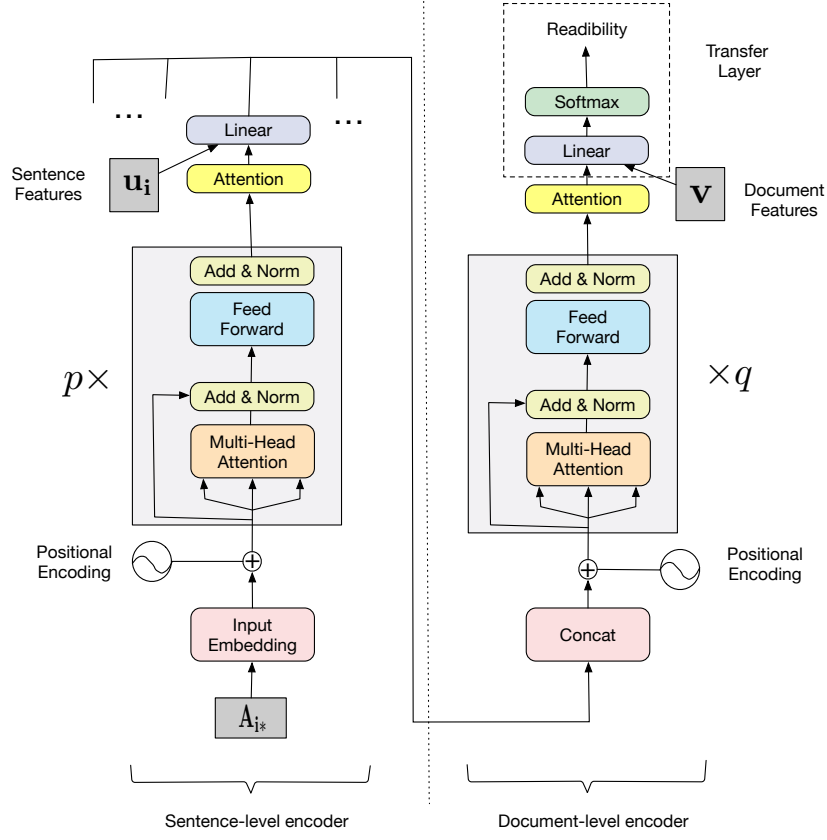 ...
...
Linear
Sentence
Features
u_i
Attention
Add & Norm
Feed
Forward
p×
Add & Norm
Multi-Head
Attention
Positional
Encoding
+
Input
Embedding
A_i*
Sentence-level encoder
Readibility
Transfer
Layer
Softmax
Linear
v
Document
Features
Attention
Add & Norm
Feed
Forward
×q
Add & Norm
Multi-Head
Attention
+
Positional
Encoding
Concat
Document-level encoder